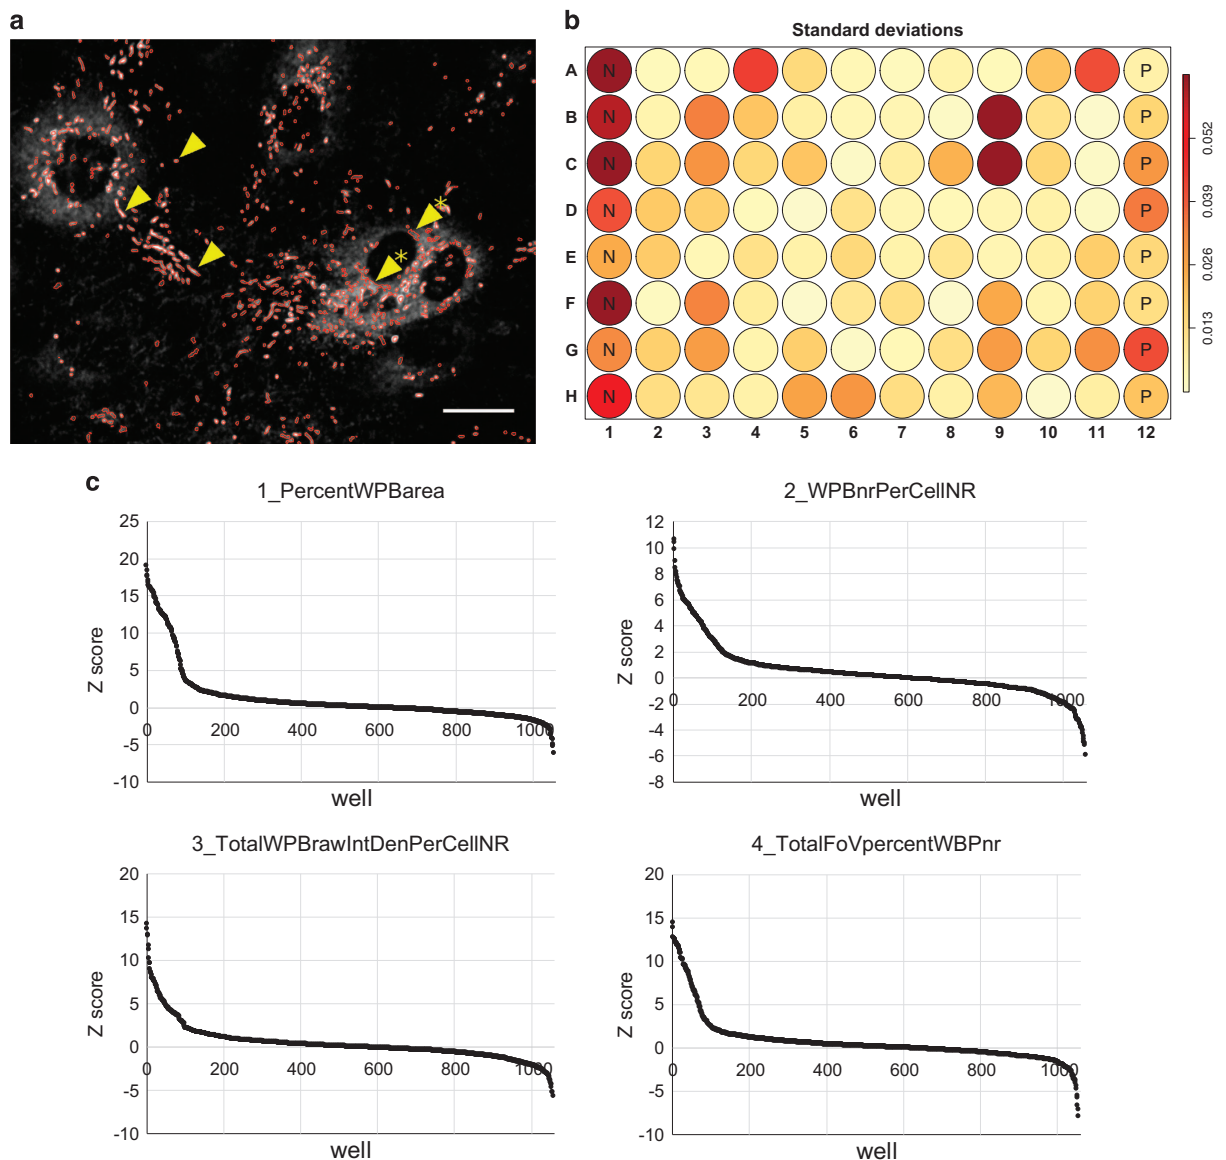 a
*
*
b
Standard deviations
A N P
B N P
C N P
D N P
E N P
F N P
G N P
H N P
1 2 3 4 5 6 7 8 9 10 11 12
0.052
0.039
0.026
0.013
c
1_PercentWPBarea
25
20
15
10
5
0
-5
-10
Z score
0 200 400 600 800 1000
well
2_WPBnrPerCellNR
12
10
8
6
4
2
0
-2
-4
-6
-8
Z score
0 200 400 600 800 1000
well
3_TotalWPBrawIntDenPerCellNR
20
15
10
5
0
-5
-10
Z score
0 200 400 600 800 1000
well
4_TotalFoVpercentWBPnr
20
15
10
5
0
-5
-10
Z score
0 200 400 600 800 1000
well